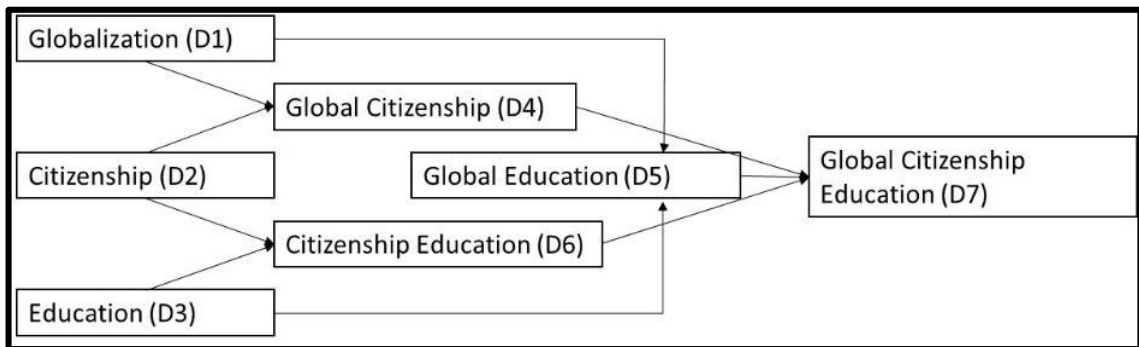 Globalization (D1)
Global Citizenship (D4)
Citizenship (D2)
Global Education (D5)
Global Citizenship
Education (D7)
Citizenship Education (D6)
Education (D3)